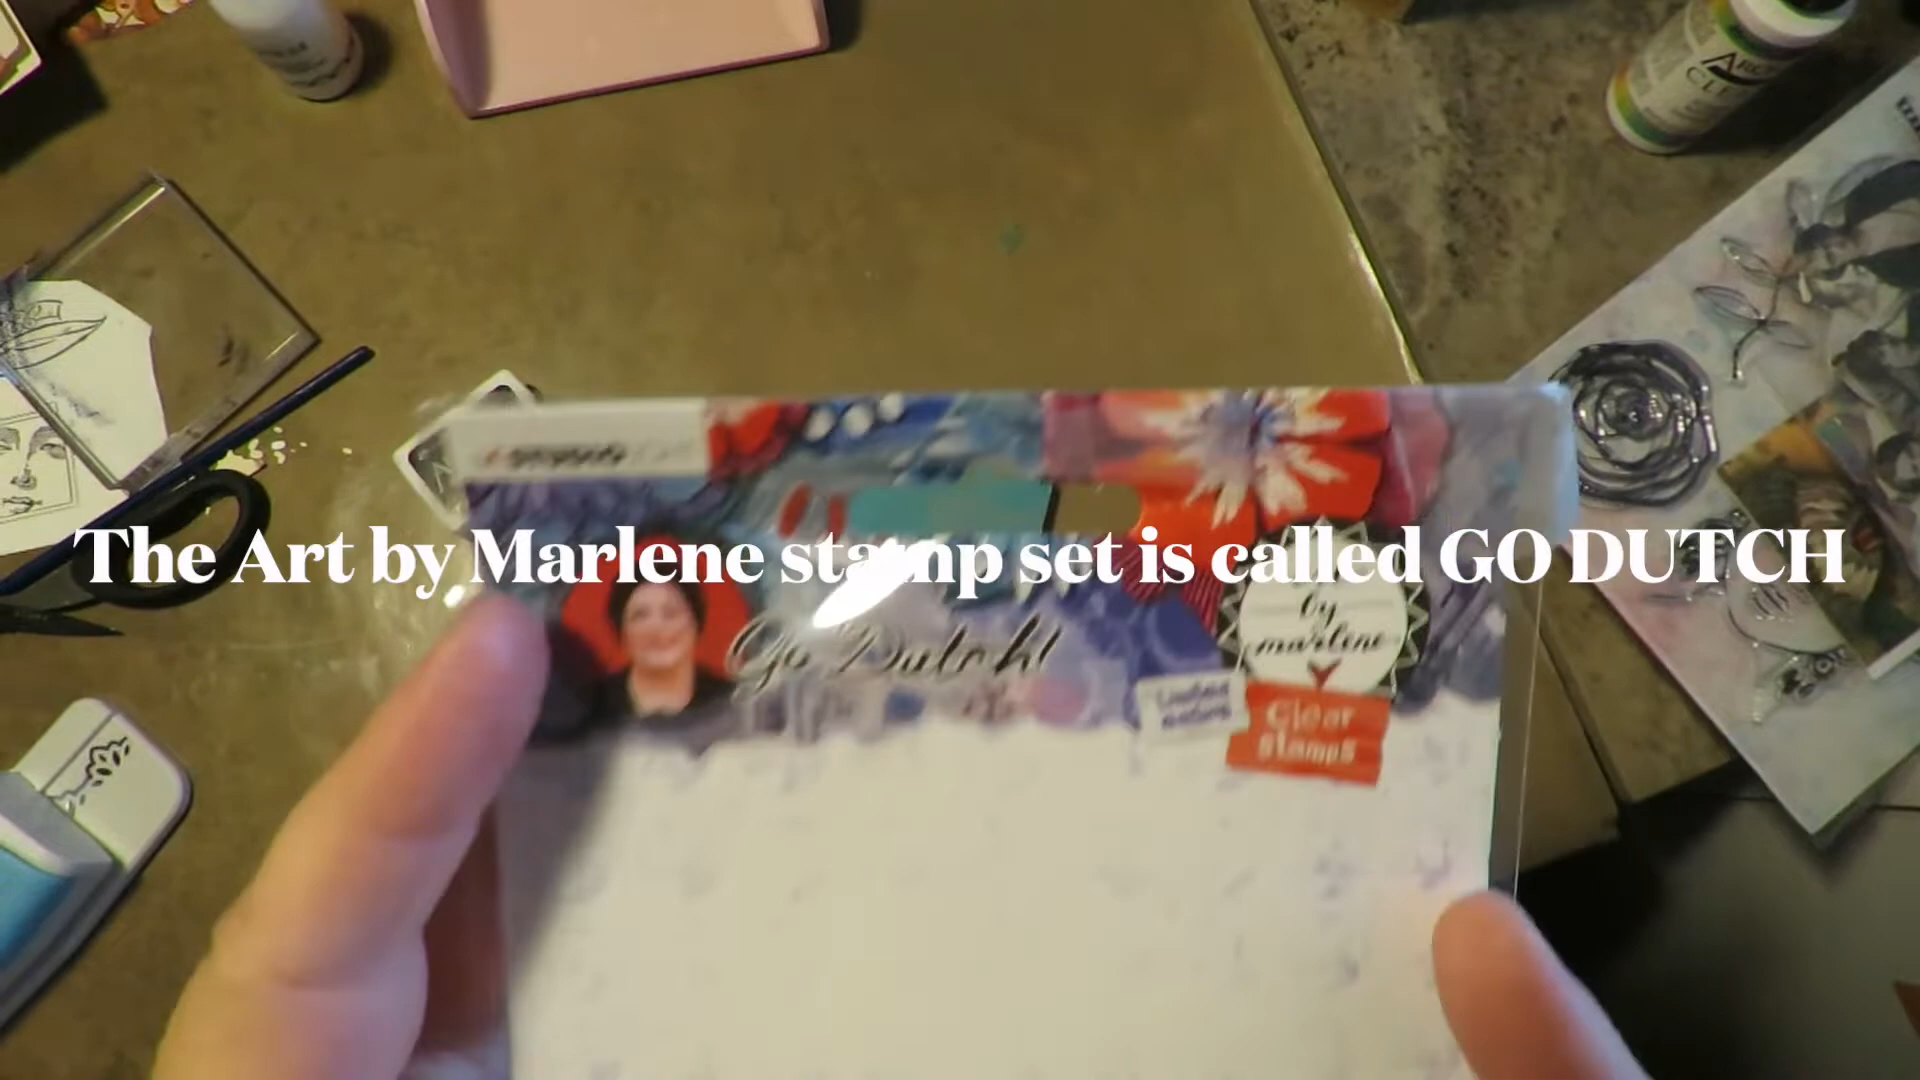 The Art by Marlene stamp set is called GO DUTCH
Go Dutch!
by
marlene
Clear
stamps